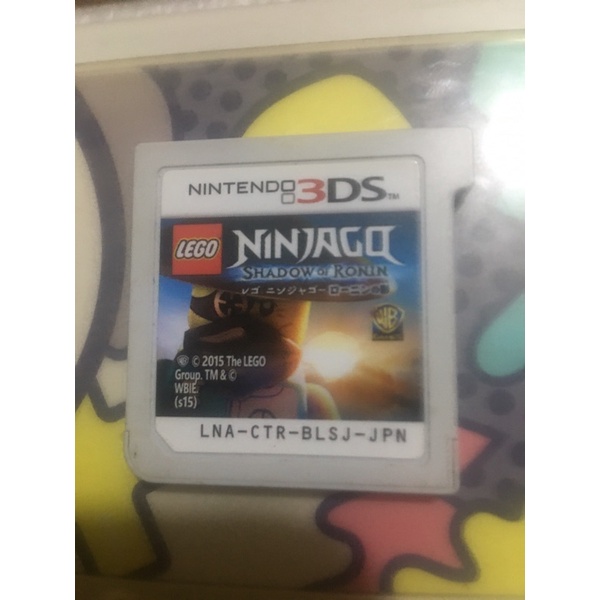 NINTENDO 3DS TM
LEGO NINJAGO
SHADOW OF RONIN
レゴ ニンジャゴー ローニンの影
WB
© 2015 The LEGO
Group. TM & ©
WBIE.
(s15)
LNA-CTR-BLSJ-JPN